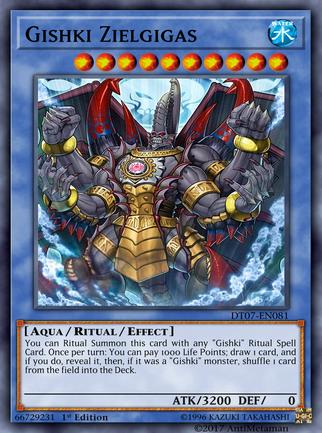 Gishki Zielgigas
WATER
水
DT07-EN081
[Aqua / Ritual / Effect]
You can Ritual Summon this card with any "Gishki" Ritual Spell
Card. Once per turn: You can pay 1000 Life Points; draw 1 card, and
if you do, reveal it, then, if it was a "Gishki" monster, shuffle 1 card
from the field into the Deck.
ATK/3200 DEF/ 0
66729231 1st Edition ©1996 KAZUKI TAKAHASHI
©2017 AntiMetaman